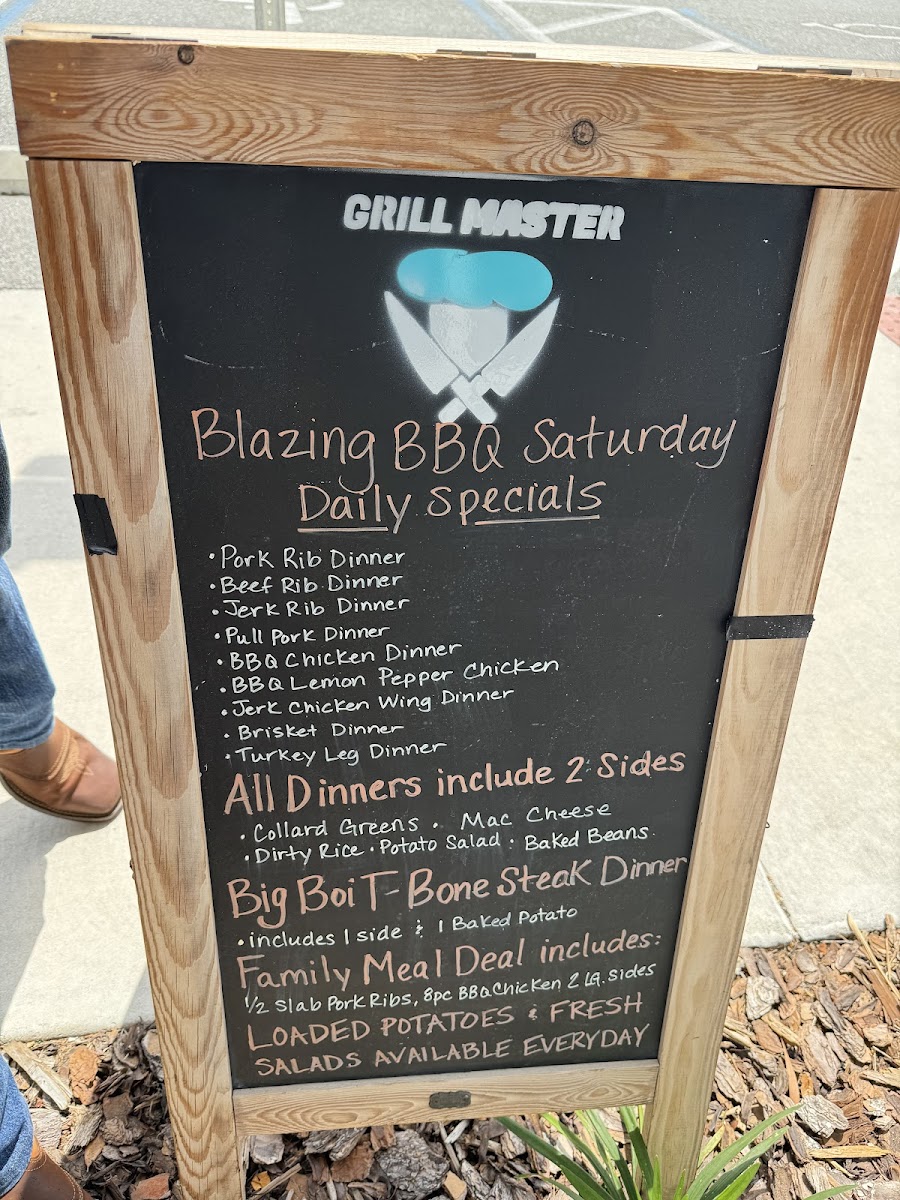 GRILL MASTER
Blazing BBQ Saturday
Daily Specials
• Pork Rib Dinner
• Beef Rib Dinner
• Jerk Rib Dinner
• Pull Pork Dinner
• BBQ Chicken Dinner
• BBQ Lemon Pepper Chicken
• Jerk Chicken Wing Dinner
• Brisket Dinner
• Turkey Leg Dinner
All Dinners include 2 Sides
• Collard Greens • Mac Cheese
• Dirty Rice • Potato Salad • Baked Beans
Big Boi T-Bone Steak Dinner
• includes 1 side & 1 Baked Potato
Family Meal Deal includes:
1/2 Slab Pork Ribs, 8pc BBQ Chicken 2 LG. Sides
LOADED POTATOES & FRESH
SALADS AVAILABLE EVERYDAY